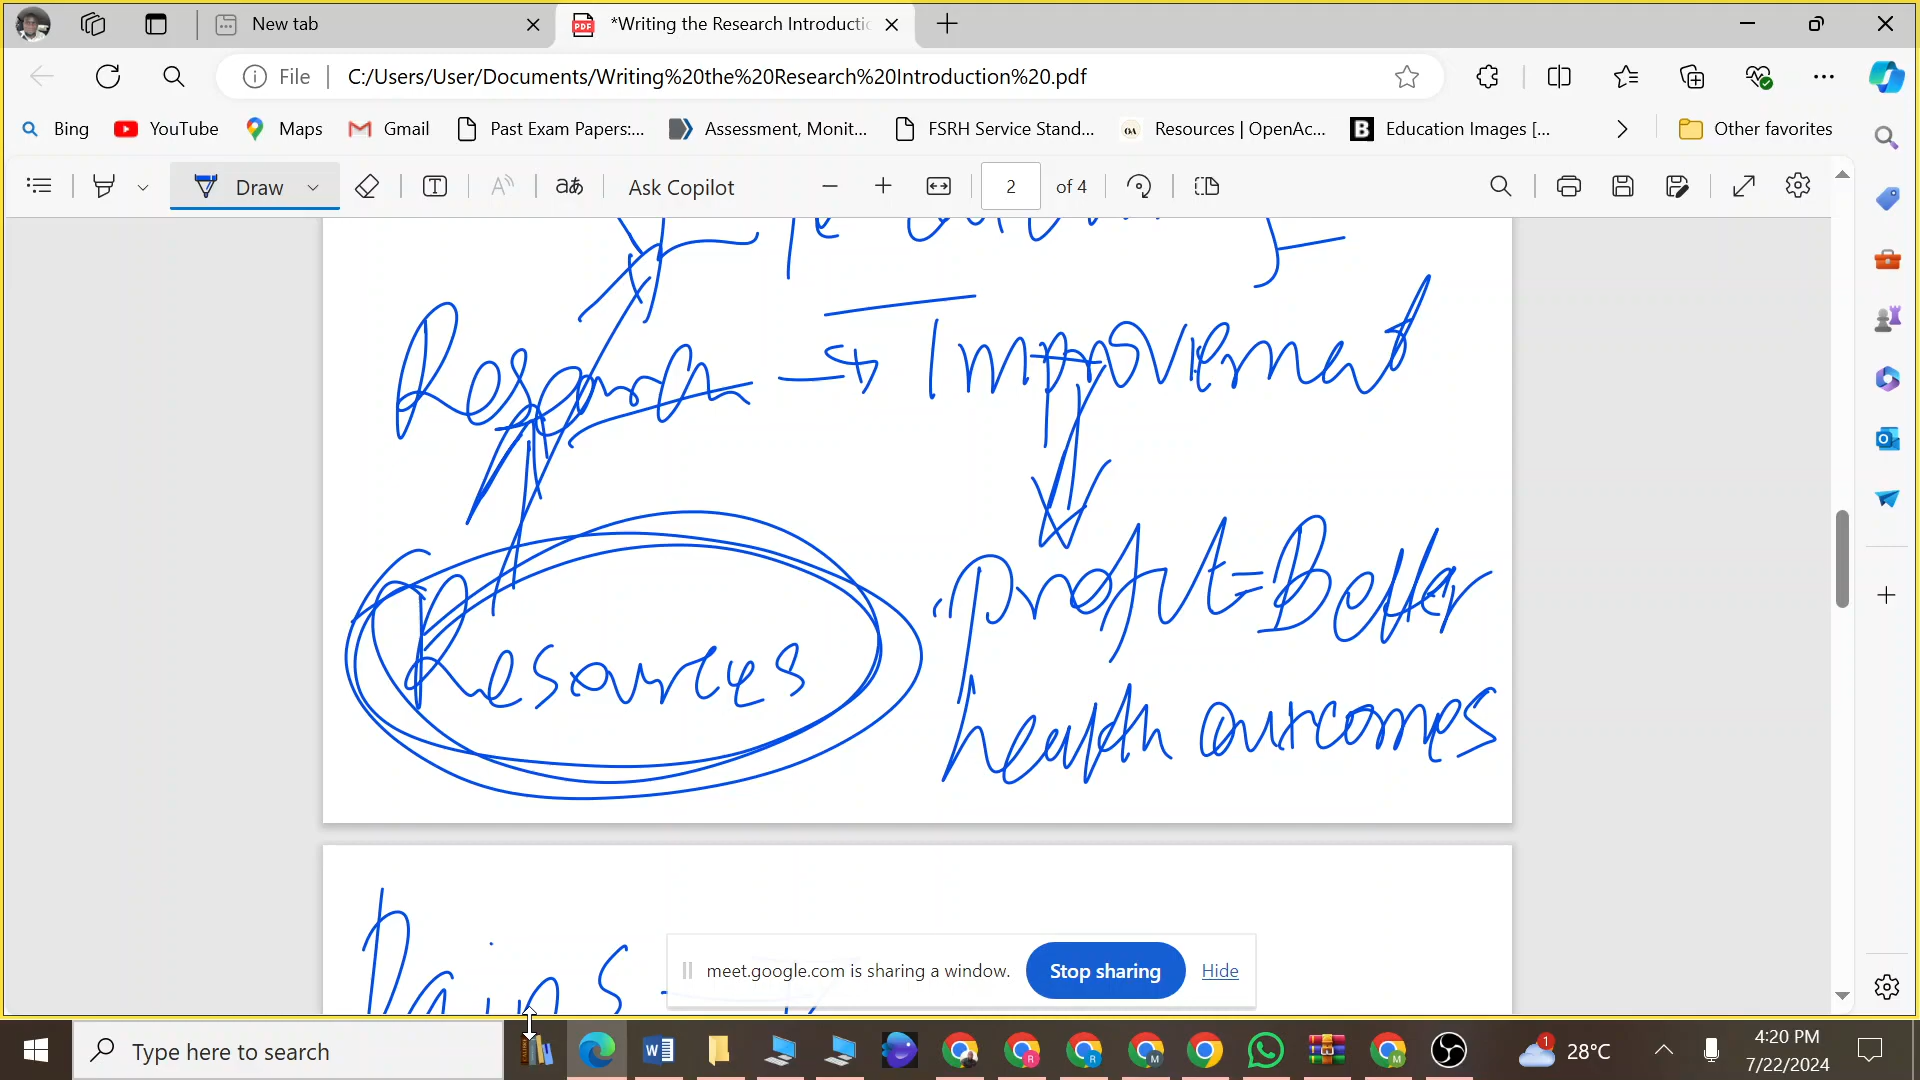 New tab
*Writing the Research Introductio
File
C:/Users/User/Documents/Writing%20the%20Research%20Introduction%20.pdf
Bing
YouTube
Maps
Gmail
Past Exam Papers:...
Assessment, Monit...
FSRH Service Stand...
Resources | OpenAc...
Education Images [...
Other favorites
Draw
Ask Copilot
2 of 4
Research → Improvement
Profit = Better
Resources
health outcomes
Pains
meet.google.com is sharing a window.
Stop sharing
Hide
Type here to search
28°C
4:20 PM
7/22/2024